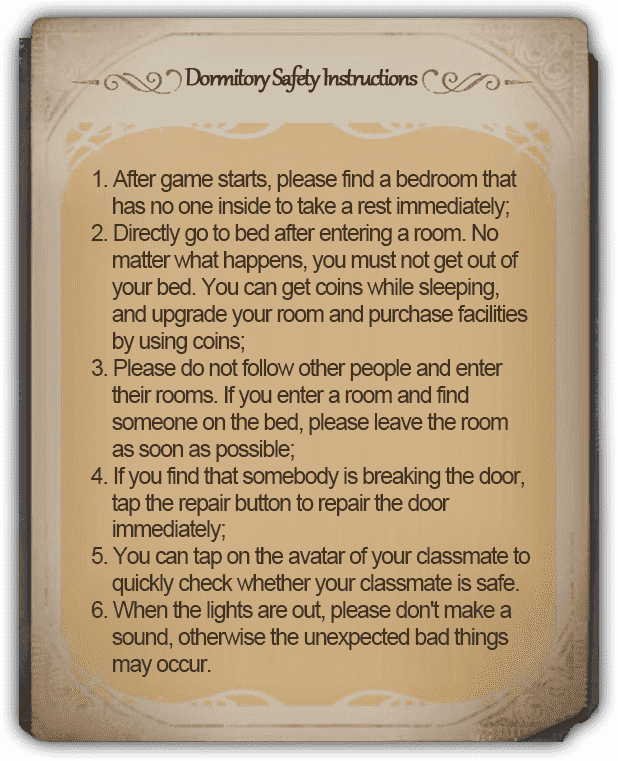 Dormitory Safety Instructions
1. After game starts, please find a bedroom that
has no one inside to take a rest immediately;
2. Directly go to bed after entering a room. No
matter what happens, you must not get out of
your bed. You can get coins while sleeping,
and upgrade your room and purchase facilities
by using coins;
3. Please do not follow other people and enter
their rooms. If you enter a room and find
someone on the bed, please leave the room
as soon as possible;
4. If you find that somebody is breaking the door,
tap the repair button to repair the door
immediately;
5. You can tap on the avatar of your classmate to
quickly check whether your classmate is safe.
6. When the lights are out, please don't make a
sound, otherwise the unexpected bad things
may occur.